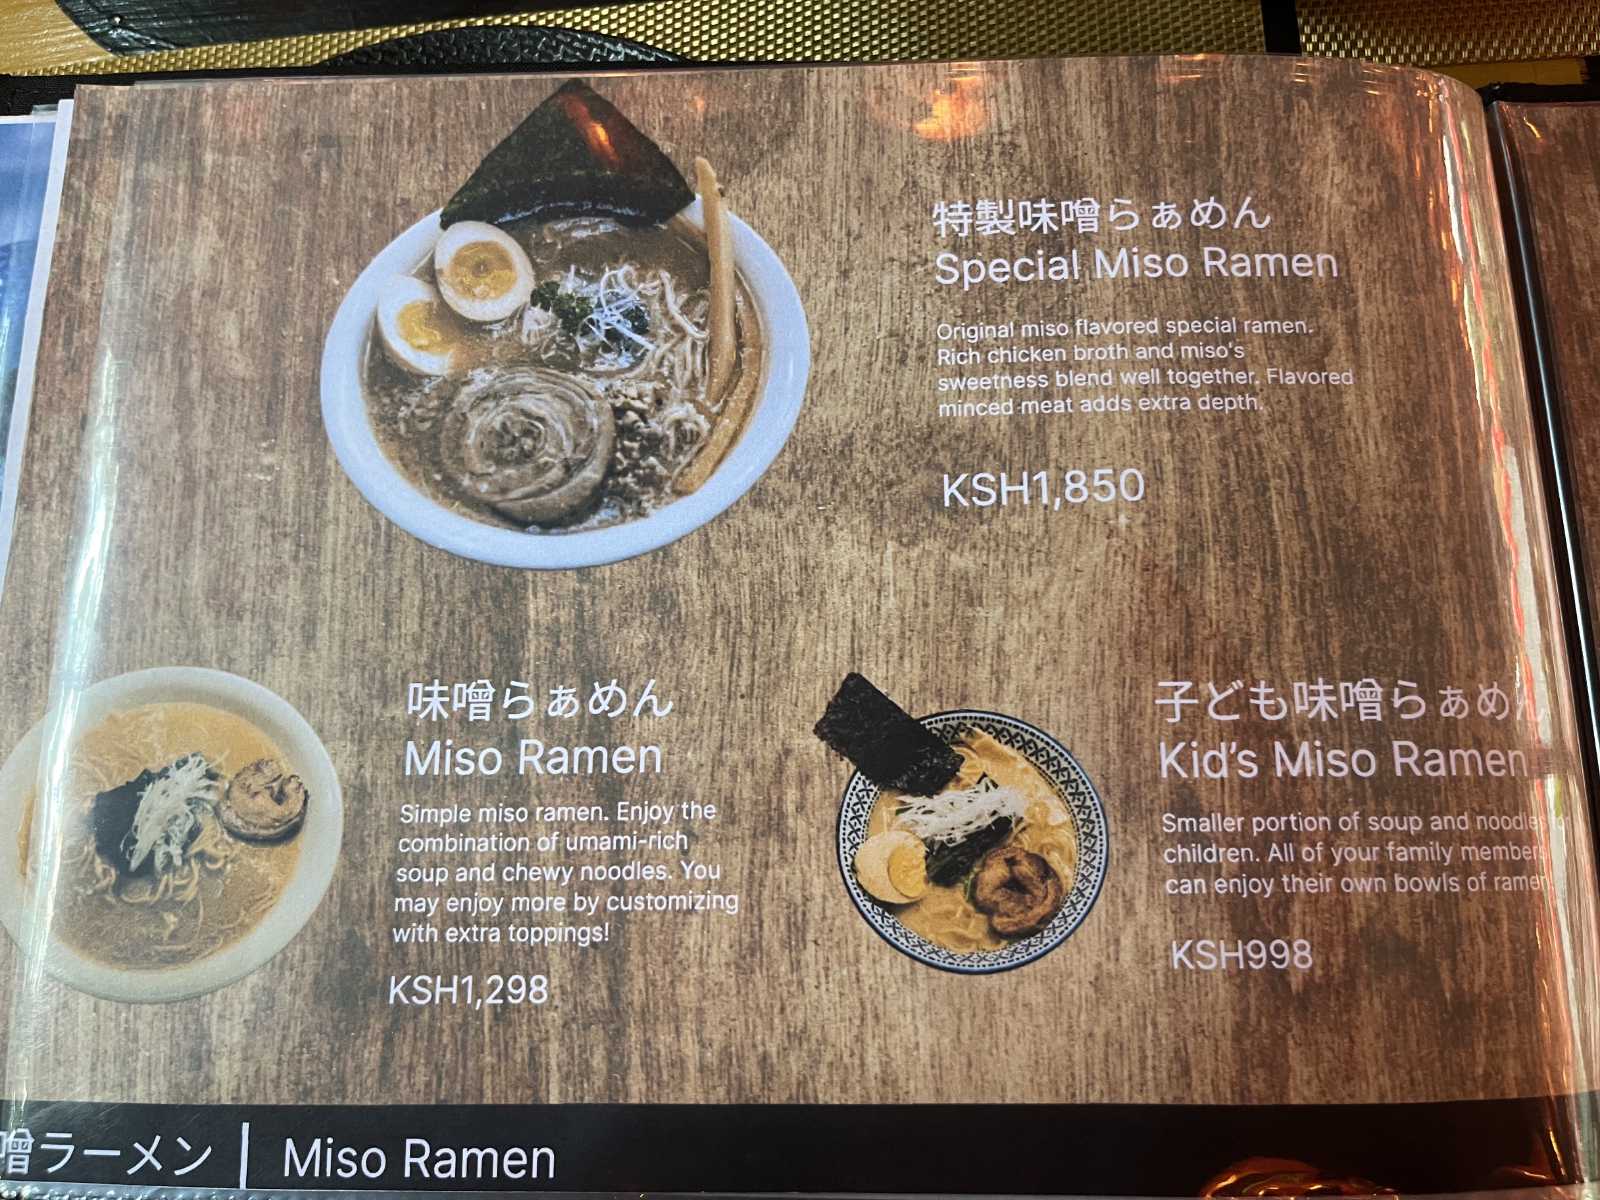 特製味噌らぁめん
Special Miso Ramen
Original miso flavored special ramen.
Rich chicken broth and miso's
sweetness blend well together. Flavored
minced meat adds extra depth.
KSH1,850
味噌らぁめん
Miso Ramen
Simple miso ramen. Enjoy the
combination of umami-rich
soup and chewy noodles. You
may enjoy more by customizing
with extra toppings!
KSH1,298
子ども味噌らぁめん
Kid's Miso Ramen
Smaller portion of soup and noodles for
children. All of your family members
can enjoy their own bowls of ramen.
KSH998
噌ラーメン | Miso Ramen